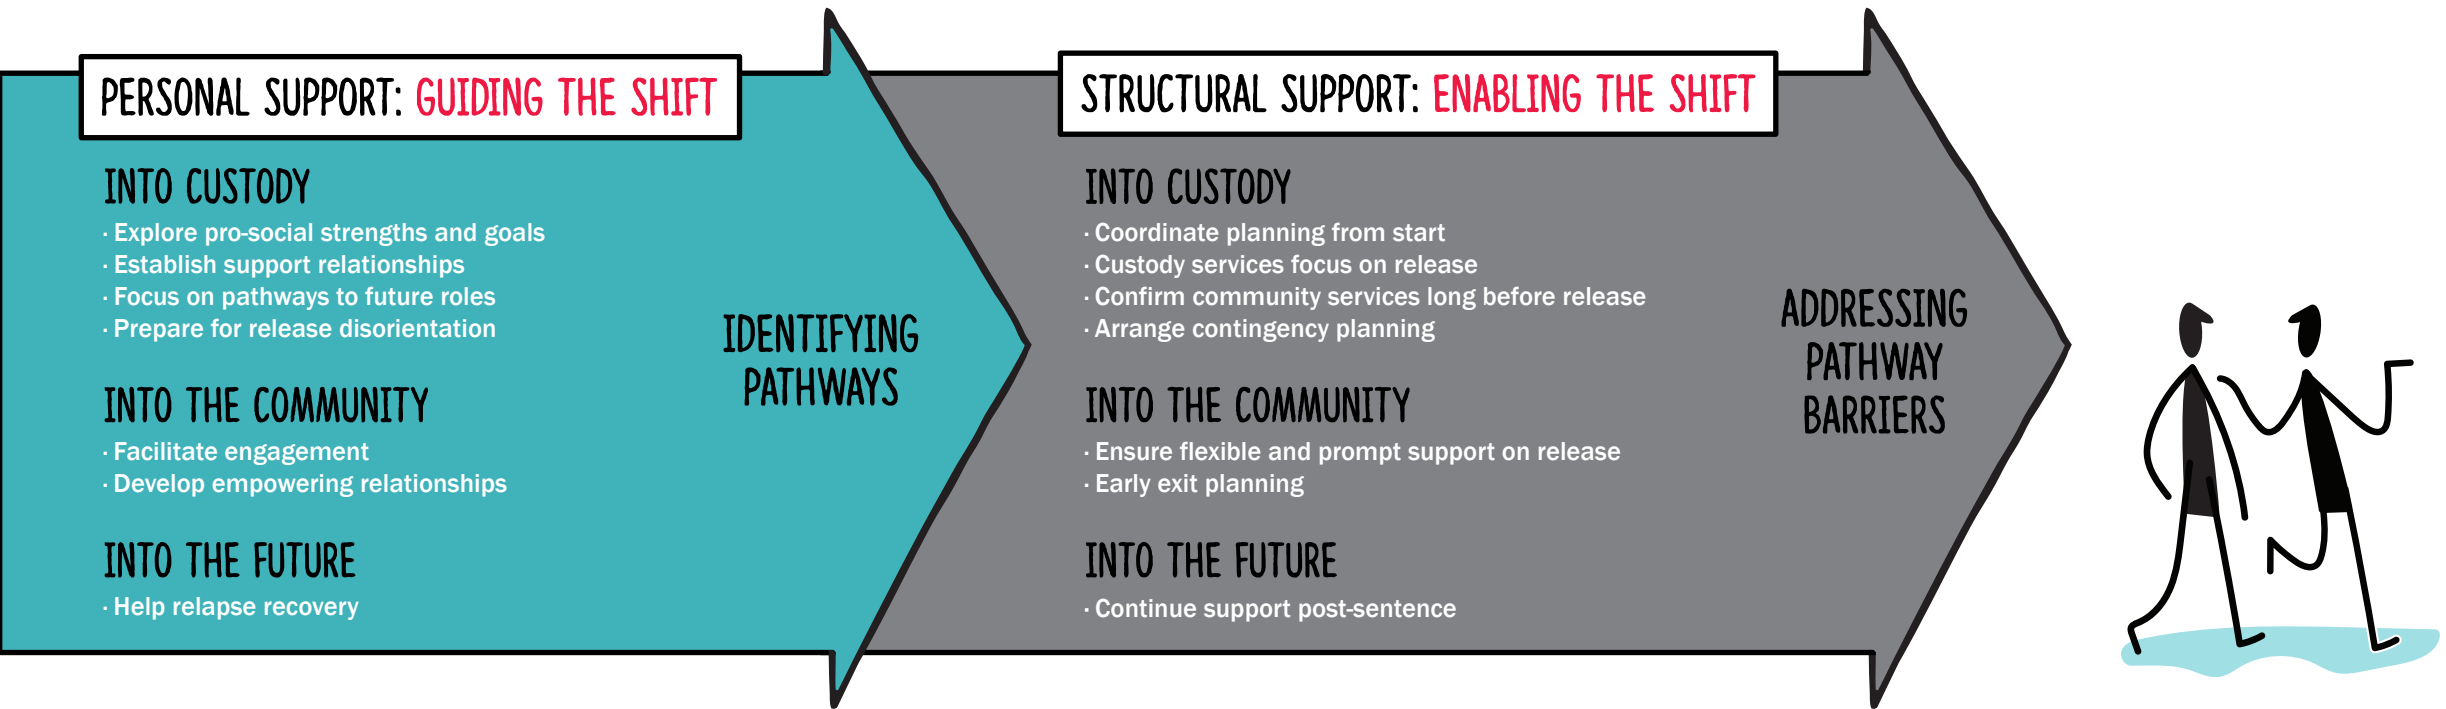 PERSONAL SUPPORT: GUIDING THE SHIFT
INTO CUSTODY
· Explore pro-social strengths and goals
· Establish support relationships
· Focus on pathways to future roles
· Prepare for release disorientation
INTO THE COMMUNITY
· Facilitate engagement
· Develop empowering relationships
INTO THE FUTURE
· Help relapse recovery
IDENTIFYING
PATHWAYS
STRUCTURAL SUPPORT: ENABLING THE SHIFT
INTO CUSTODY
· Coordinate planning from start
· Custody services focus on release
· Confirm community services long before release
· Arrange contingency planning
INTO THE COMMUNITY
· Ensure flexible and prompt support on release
· Early exit planning
INTO THE FUTURE
· Continue support post-sentence
ADDRESSING
PATHWAY
BARRIERS